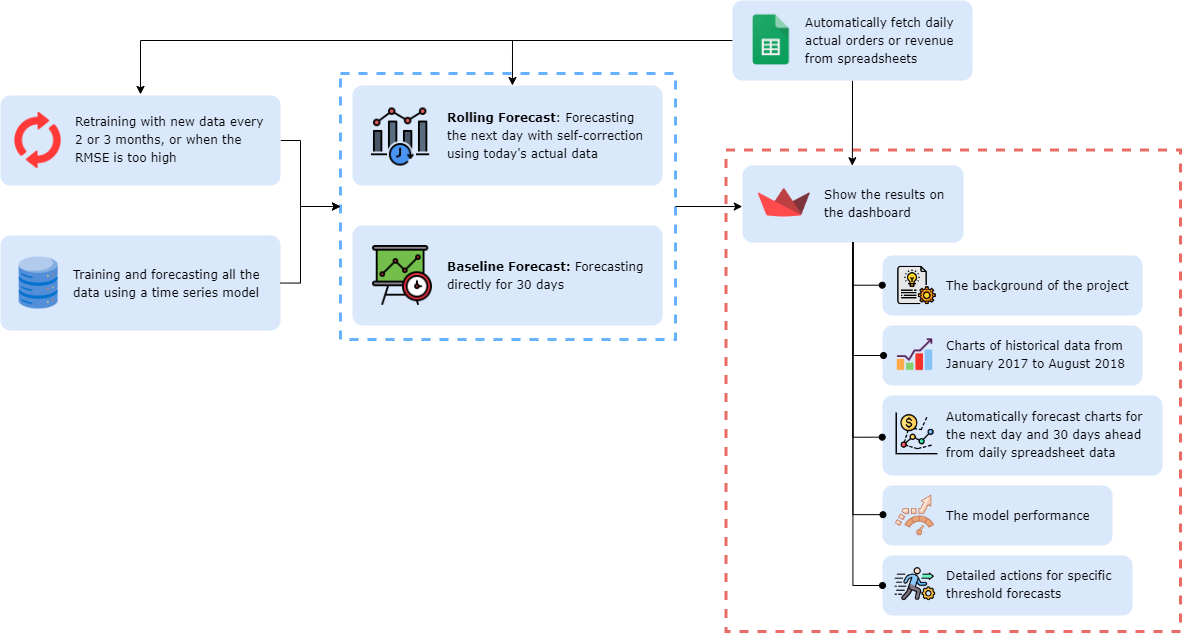 Automatically fetch daily
actual orders or revenue
from spreadsheets
Retraining with new data every
2 or 3 months, or when the
RMSE is too high
Rolling Forecast: Forecasting
the next day with self-correction
using today's actual data
Training and forecasting all the
data using a time series model
Baseline Forecast: Forecasting
directly for 30 days
Show the results on
the dashboard
The background of the project
Charts of historical data from
January 2017 to August 2018
Automatically forecast charts for
the next day and 30 days ahead
from daily spreadsheet data
The model performance
Detailed actions for specific
threshold forecasts